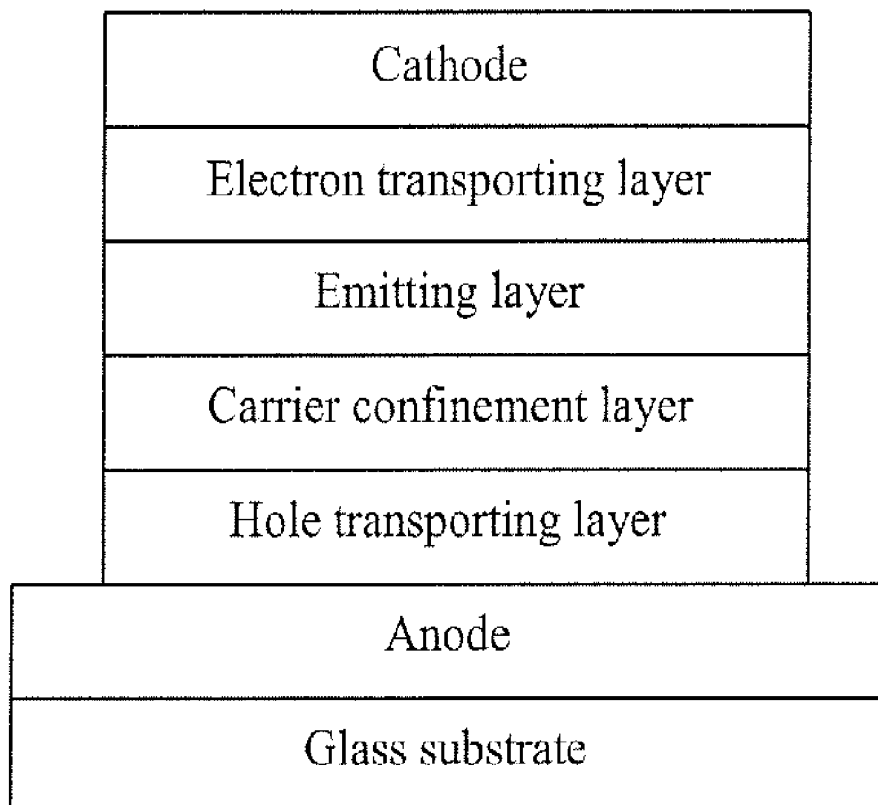 Cathode
Electron transporting layer
Emitting layer
Carrier confinement layer
Hole transporting layer
Anode
Glass substrate